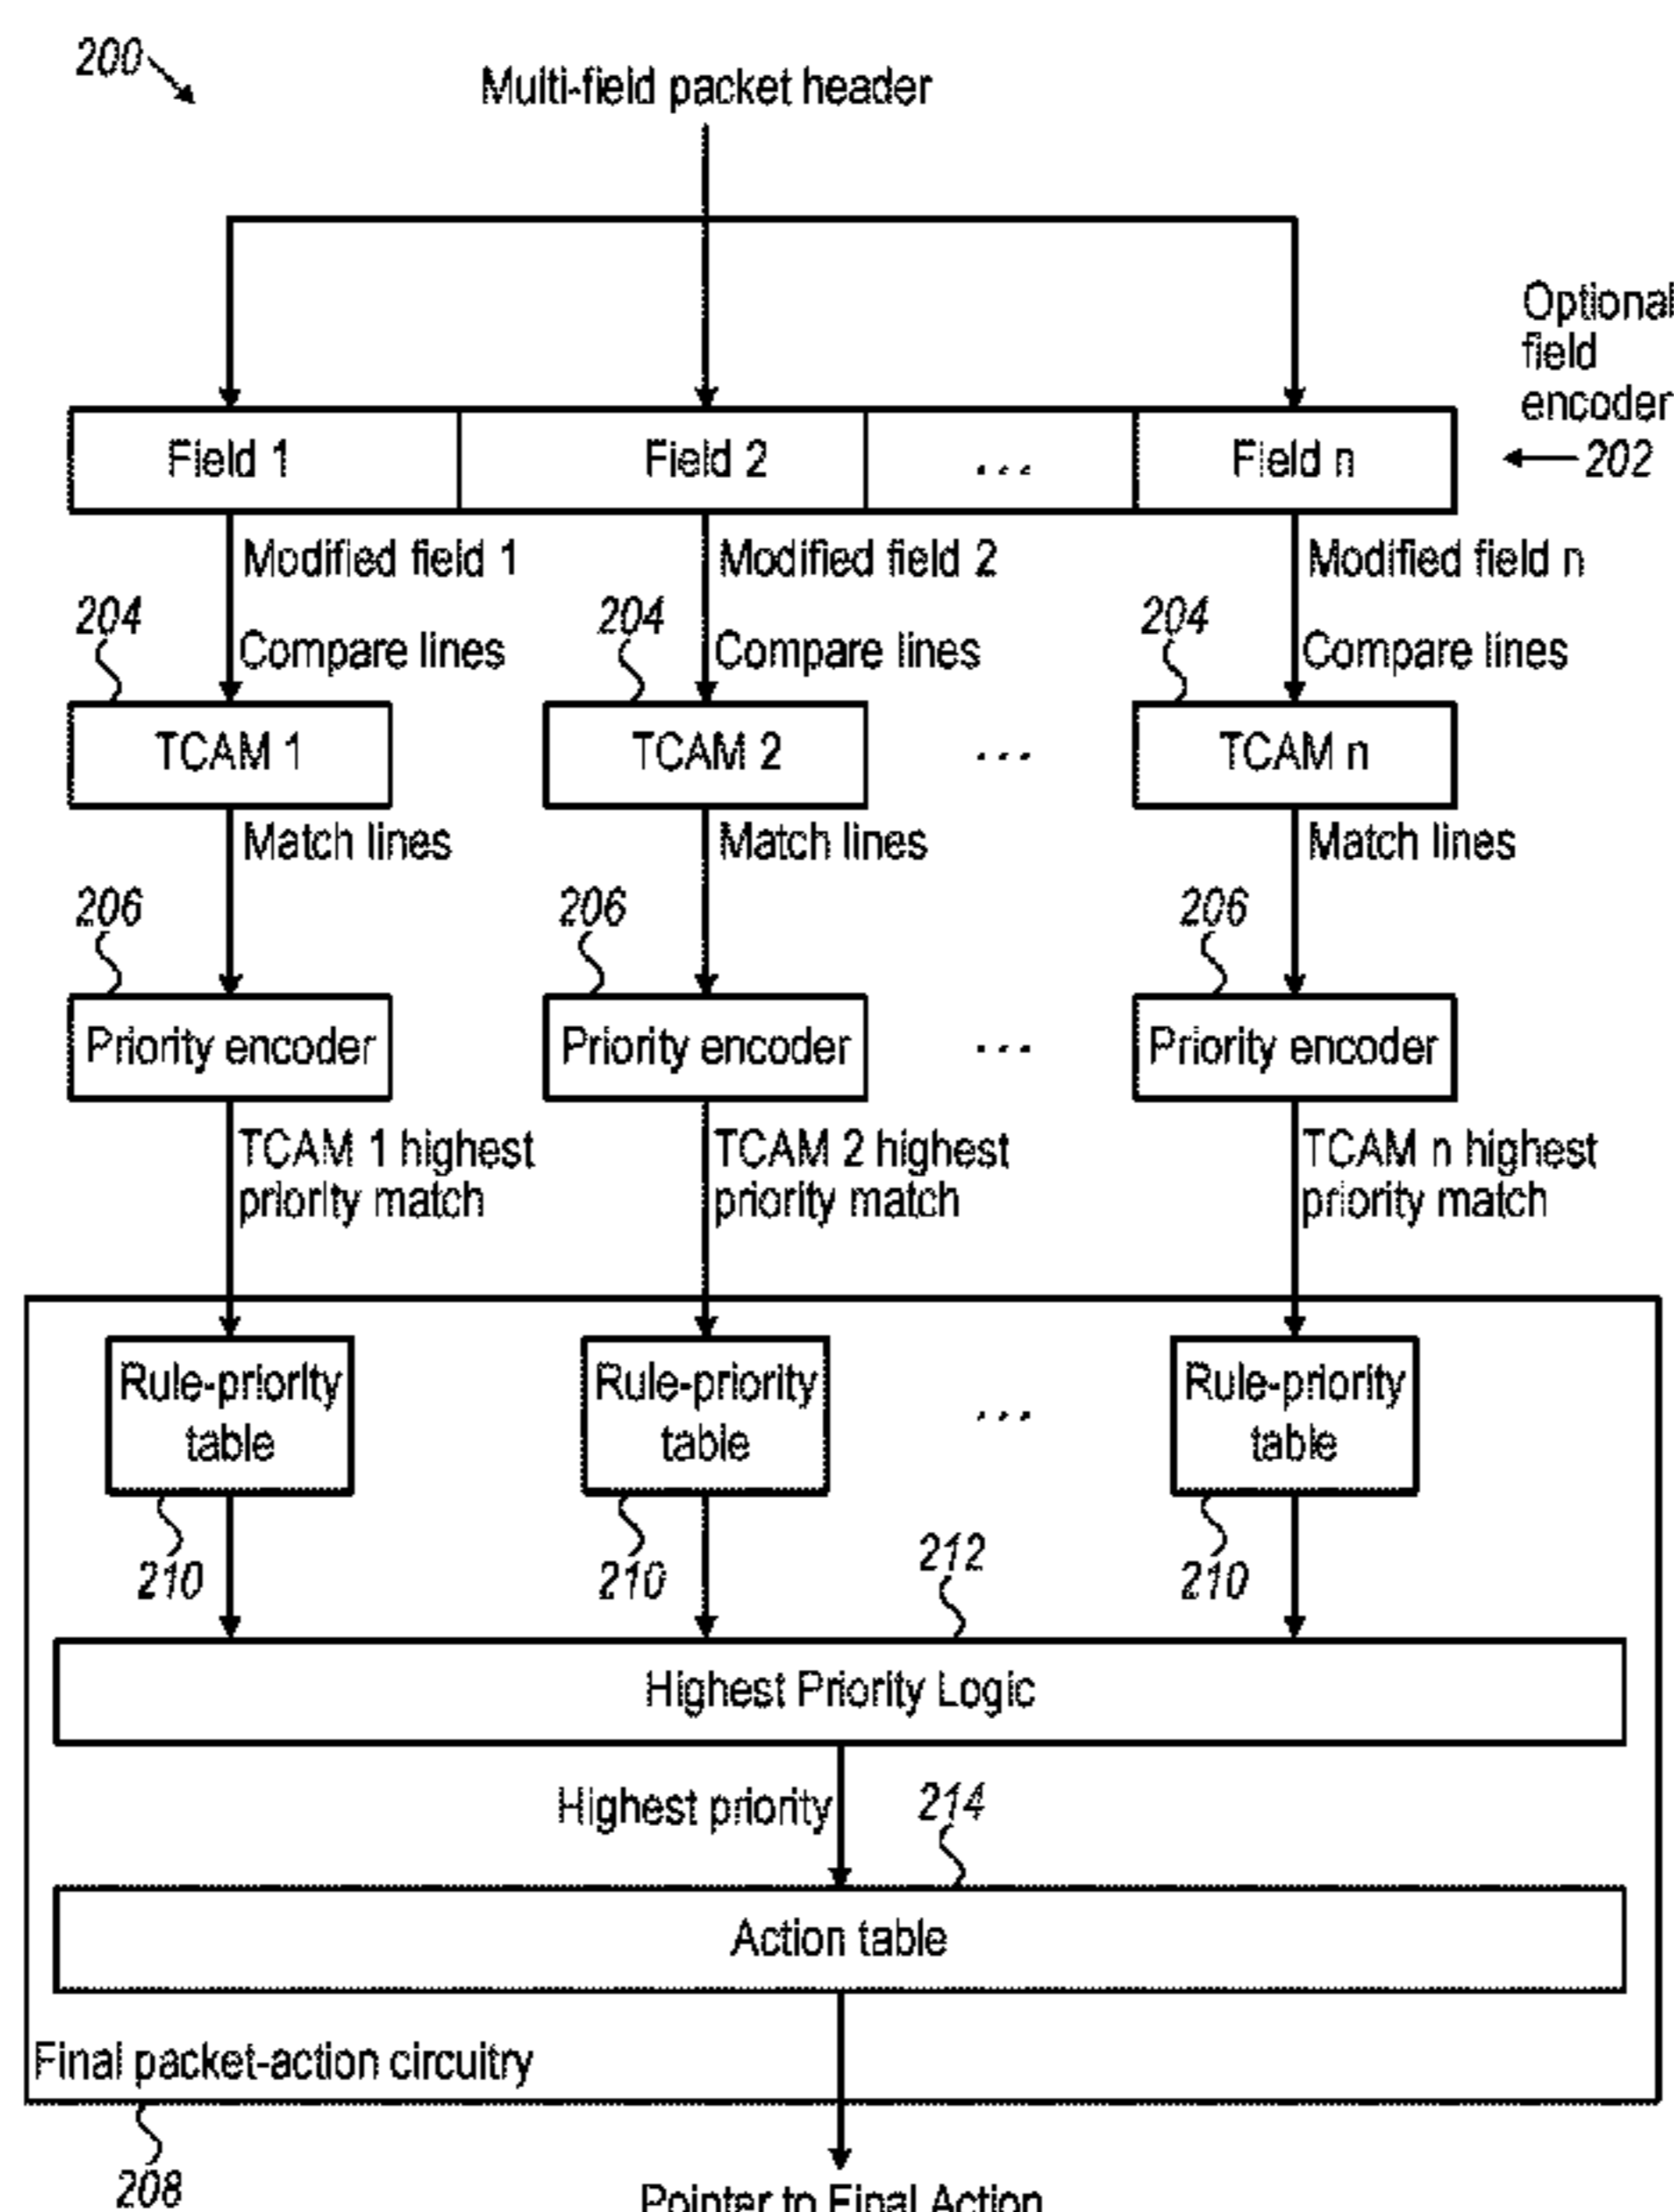 200
Multi-field packet header
Optional
field
encoder
202
Field 1 Field 2 ... Field n
Modified field 1 Modified field 2 Modified field n
204 204 204
Compare lines Compare lines Compare lines
TCAM 1 TCAM 2 ... TCAM n
Match lines Match lines Match lines
206 206 206
Priority encoder Priority encoder ... Priority encoder
TCAM 1 highest
priority match
TCAM 2 highest
priority match
TCAM n highest
priority match
Rule-priority
table
Rule-priority
table
...
Rule-priority
table
210 210 212 210
Highest Priority Logic
Highest priority 214
Action table
Final packet-action circuitry
208
Pointer to Final Action